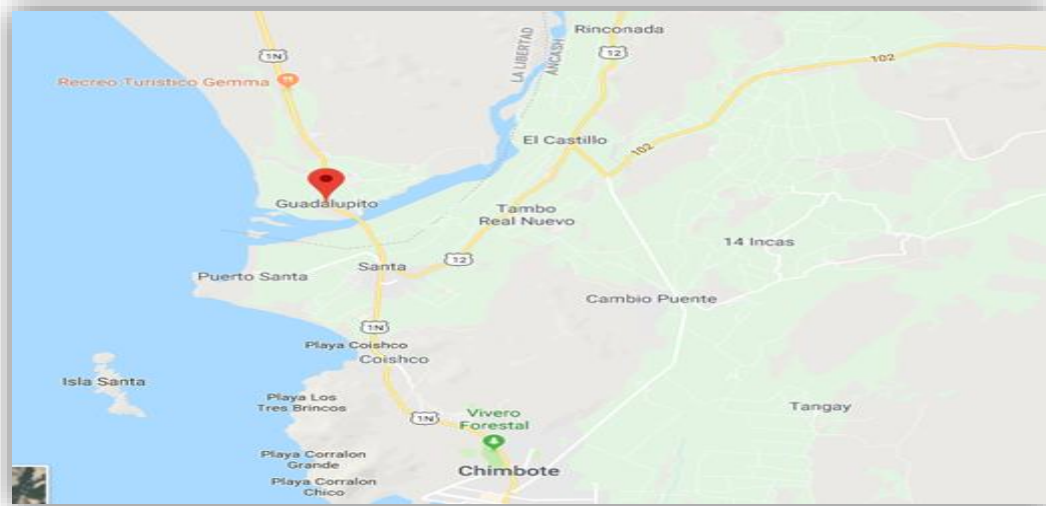 Rinconada
1N
12
LA LIBERTAD
ANCASH
102
Recreo Turístico Gemma
El Castillo
102
Guadalupito
Tambo
Real Nuevo
14 Incas
Santa
12
Puerto Santa
Cambio Puente
1N
Playa Coishco
Coishco
Isla Santa
Playa Los
Tres Brincos
Tangay
1N
Vivero
Forestal
Playa Corralon
Grande
Chimbote
Playa Corralon
Chico